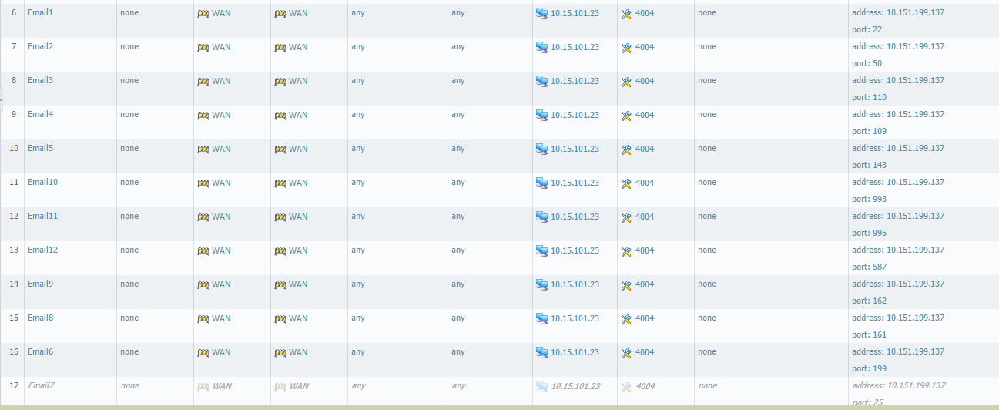 6 Email1 none WAN WAN any any 10.15.101.23 4004 none address: 10.151.199.137
port: 22
7 Email2 none WAN WAN any any 10.15.101.23 4004 none address: 10.151.199.137
port: 50
8 Email3 none WAN WAN any any 10.15.101.23 4004 none address: 10.151.199.137
port: 110
9 Email4 none WAN WAN any any 10.15.101.23 4004 none address: 10.151.199.137
port: 109
10 Email5 none WAN WAN any any 10.15.101.23 4004 none address: 10.151.199.137
port: 143
11 Email10 none WAN WAN any any 10.15.101.23 4004 none address: 10.151.199.137
port: 993
12 Email11 none WAN WAN any any 10.15.101.23 4004 none address: 10.151.199.137
port: 995
13 Email12 none WAN WAN any any 10.15.101.23 4004 none address: 10.151.199.137
port: 587
14 Email9 none WAN WAN any any 10.15.101.23 4004 none address: 10.151.199.137
port: 162
15 Email8 none WAN WAN any any 10.15.101.23 4004 none address: 10.151.199.137
port: 161
16 Email6 none WAN WAN any any 10.15.101.23 4004 none address: 10.151.199.137
port: 199
17 Email7 none WAN WAN any any 10.15.101.23 4004 none address: 10.151.199.137
port: 25